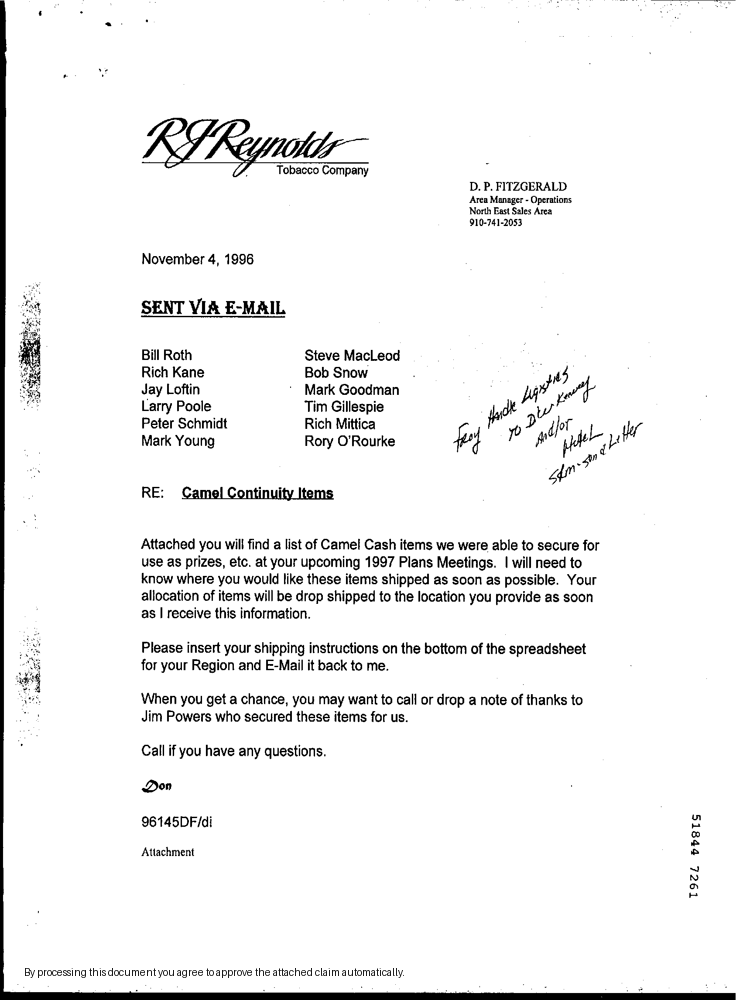 RJReynolds
Tobacco Company
D. P. FITZGERALD
Area Manager - Operations
North East Sales Area
910-741-2053
November 4, 1996
SENT VIA E-MAIL
Bill Roth Steve MacLeod
Rich Kane Bob Snow
Jay Loftin Mark Goodman
Larry Poole Tim Gillespie
Peter Schmidt Rich Mittica
Mark Young Rory O'Rourke
Handle
to
And/or
Hotel
send Letter
RE: Camel Continuity Items
Attached you will find a list of Camel Cash items we were able to secure for
use as prizes, etc. at your upcoming 1997 Plans Meetings. I will need to
know where you would like these items shipped as soon as possible. Your
allocation of items will be drop shipped to the location you provide as soon
as I receive this information.
Please insert your shipping instructions on the bottom of the spreadsheet
for your Region and E-Mail it back to me.
When you get a chance, you may want to call or drop a note of thanks to
Jim Powers who secured these items for us.
Call if you have any questions.
Don
96145DF/di
Attachment
51844 7261
By processing this document you agree to approve the attached claim automatically.